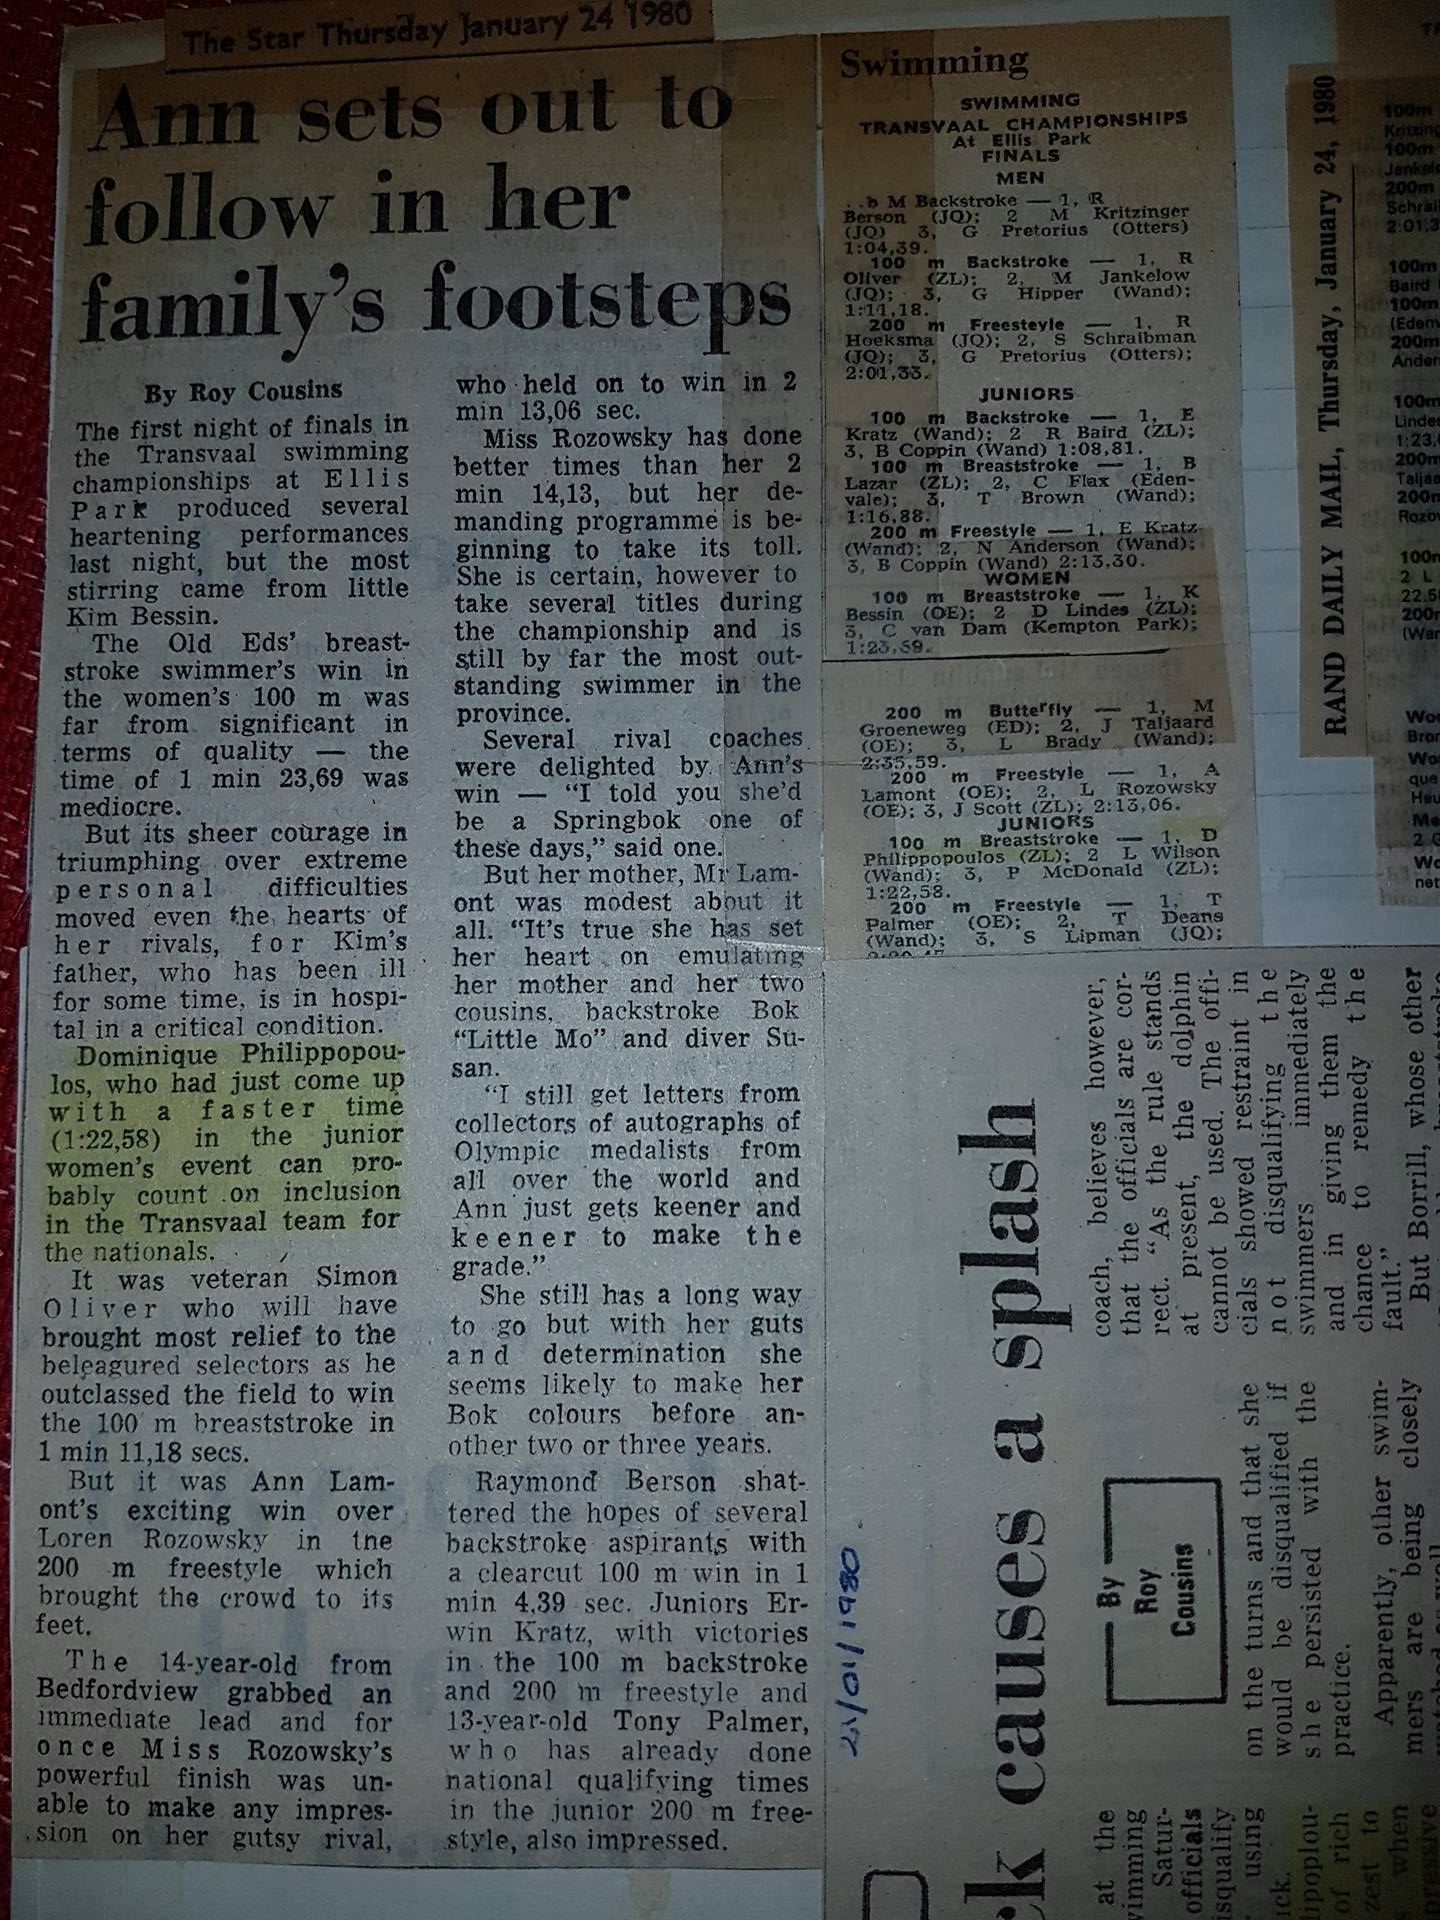 The Star Thursday January 24 1980
Ann sets out to
follow in her
family's footsteps
By Roy Cousins
The first night of finals in
the Transvaal swimming
championships at Ellis
Park produced several
heartening performances
last night, but the most
stirring came from little
Kim Bessin.
The Old Eds' breast-
stroke swimmer's win in
the women's 100 m was
far from significant in
terms of quality — the
time of 1 min 23,69 was
mediocre.
But its sheer courage in
triumphing over extreme
personal difficulties
moved even the hearts of
her rivals, for Kim's
father, who has been ill
for some time, is in hospi-
tal in a critical condition.
Dominique Philippopou-
los, who had just come up
with a faster time
(1:22,58) in the junior
women's event can pro-
bably count on inclusion
in the Transvaal team for
the nationals.
It was veteran Simon
Oliver who will have
brought most relief to the
beleagured selectors as he
outclassed the field to win
the 100 m breaststroke in
1 min 11,18 secs.
But it was Ann Lam-
ont's exciting win over
Loren Rozowsky in tne
200 m freestyle which
brought the crowd to its
feet.
The 14-year-old from
Bedfordview grabbed an
immediate lead and for
once Miss Rozowsky's
powerful finish was un-
able to make any impres-
sion on her gutsy rival,
who held on to win in 2
min 13,06 sec.
Miss Rozowsky has done
better times than her 2
min 14,13, but her de-
manding programme is be-
ginning to take its toll.
She is certain, however to
take several titles during
the championship and is
still by far the most out-
standing swimmer in the
province.
Several rival coaches
were delighted by Ann's
win — "I told you she'd
be a Springbok one of
these days," said one.
But her mother, Mr Lam-
ont was modest about it
all. "It's true she has set
her heart on emulating
her mother and her two
cousins, backstroke Bok
"Little Mo" and diver Su-
san.
"I still get letters from
collectors of autographs of
Olympic medalists from
all over the world and
Ann just gets keener and
keener to make the
grade."
She still has a long way
to go but with her guts
and determination she
seems likely to make her
Bok colours before an-
other two or three years.
Raymond Berson shat-
tered the hopes of several
backstroke aspirants with
a clearcut 100 m win in 1
min 4,39 sec. Juniors Er-
win Kratz, with victories
in the 100 m backstroke
and 200 m freestyle and
13-year-old Tony Palmer,
who has already done
national qualifying times
in the junior 200 m free-
style, also impressed.
Swimming
SWIMMING
TRANSVAAL CHAMPIONSHIPS
At Ellis Park
FINALS
MEN
M Backstroke — 1, R
Berson (JQ); 2 M Kritzinger
(JQ) 3, G Pretorius (Otters)
1:04,39.
100 m Backstroke — 1, R
Oliver (ZL); 2, M Jankelow
(JQ); 3, G Hipper (Wand);
1:11,18.
200 m Freesteyle — 1, R
Hoeksma (JQ); 2, S Schraibman
(JQ); 3, G Pretorius (Otters);
2:01,33.
JUNIORS
100 m Backstroke — 1, E
Kratz (Wand); 2 R Baird (ZL);
3, B Coppin (Wand) 1:08,81.
100 m Breaststroke — 1, B
Lazar (ZL); 2, C Flax (Eden-
vale); 3, T Brown (Wand);
1:16,88.
200 m Freestyle — 1, E Kratz
(Wand); 2, N Anderson (Wand);
3, B Coppin (Wand) 2:13,30.
WOMEN
100 m Breaststroke — 1, K
Bessin (OE); 2 D Lindes (ZL);
3, C van Dam (Kempton Park);
1:23,69.
200 m Butterfly — 1, M
Groeneweg (ED); 2, J Taljaard
(OE); 3, L Brady (Wand);
2:35,59.
200 m Freestyle — 1, A
Lamont (OE); 2, L Rozowsky
(OE); 3, J Scott (ZL); 2:13,06.
JUNIORS
100 m Breaststroke — 1, D
Philippopoulos (ZL); 2 L Wilson
(Wand); 3, P McDonald (ZL);
1:22,58.
200 m Freestyle — 1, T
Palmer (OE); 2, T Deans
(Wand); 3, S Lipman (JQ);
RAND DAILY MAIL, Thursday, January 24, 1980
100m
100m
200m
2:01,3
100m
Baird
100m
(Eden
200m
Ander
100m
Linde
200m
200m
100m
2 L
200m
(War
causes a splash
By
Roy
Cousins
at the
Satur-
officials
using
of rich
zest to
when
on the turns and that she
would be disqualified if
she persisted with the
practice.
Apparently, other swim-
mers are being closely
coach, believes however,
that the officials are cor-
rect. "As the rule stands
at present, the dolphin
cannot be used. The offi-
cials showed restraint in
not disqualifying the
swimmers immediately
and in giving them the
chance to remedy the
fault."
But Borrill, whose other